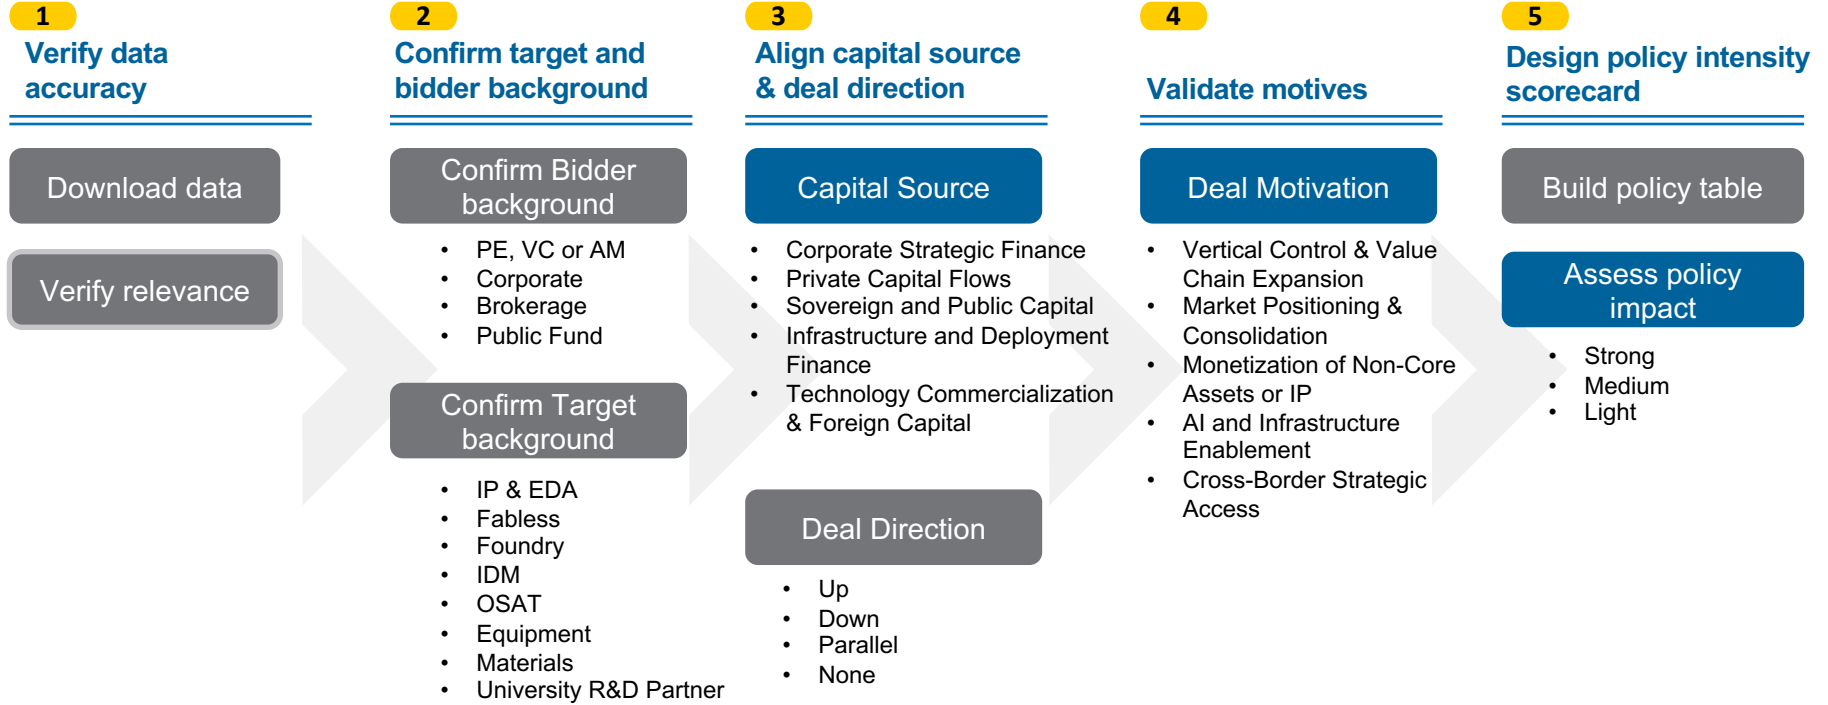 1
Verify data
accuracy
Download data
Verify relevance
2
Confirm target and
bidder background
Confirm Bidder
background
• PE, VC or AM
• Corporate
• Brokerage
• Public Fund
Confirm Target
background
• IP & EDA
• Fabless
• Foundry
• IDM
• OSAT
• Equipment
• Materials
• University R&D Partner
3
Align capital source
& deal direction
Capital Source
• Corporate Strategic Finance
• Private Capital Flows
• Sovereign and Public Capital
• Infrastructure and Deployment
Finance
• Technology Commercialization
& Foreign Capital
Deal Direction
• Up
• Down
• Parallel
• None
4
Validate motives
Deal Motivation
• Vertical Control & Value
Chain Expansion
• Market Positioning &
Consolidation
• Monetization of Non-Core
Assets or IP
• AI and Infrastructure
Enablement
• Cross-Border Strategic
Access
5
Design policy intensity
scorecard
Build policy table
Assess policy
impact
• Strong
• Medium
• Light